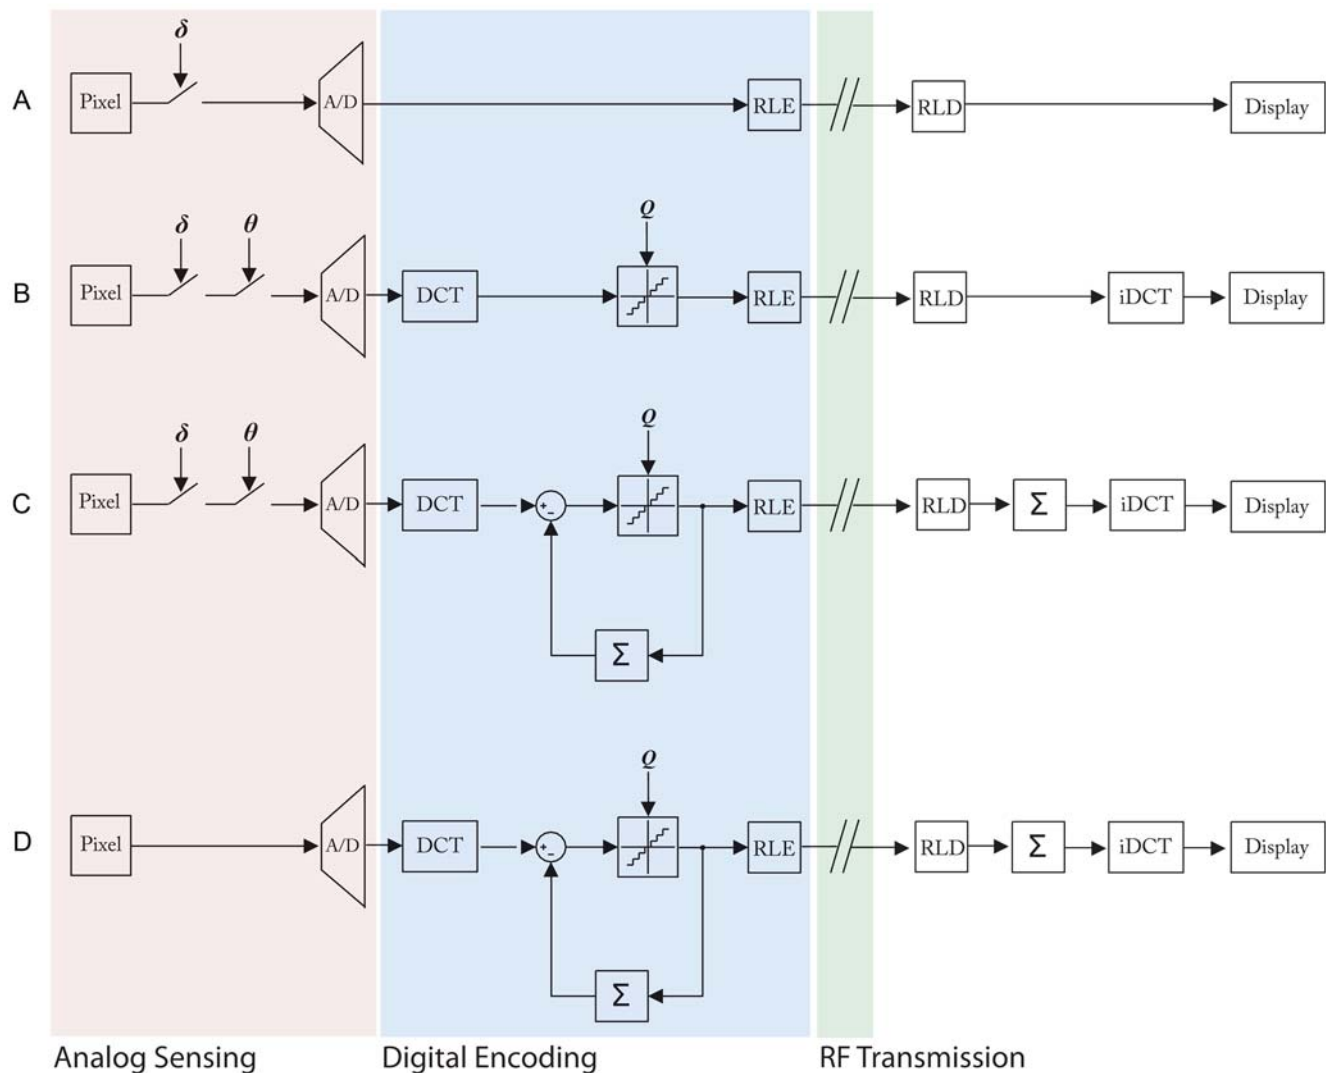 δ
A Pixel A/D RLE RLD Display
δ θ Q
B Pixel A/D DCT RLE RLD iDCT Display
δ θ Q
C Pixel A/D DCT + - RLE RLD Σ iDCT Display
Σ
Q
D Pixel A/D DCT + - RLE RLD Σ iDCT Display
Σ
Analog Sensing Digital Encoding RF Transmission